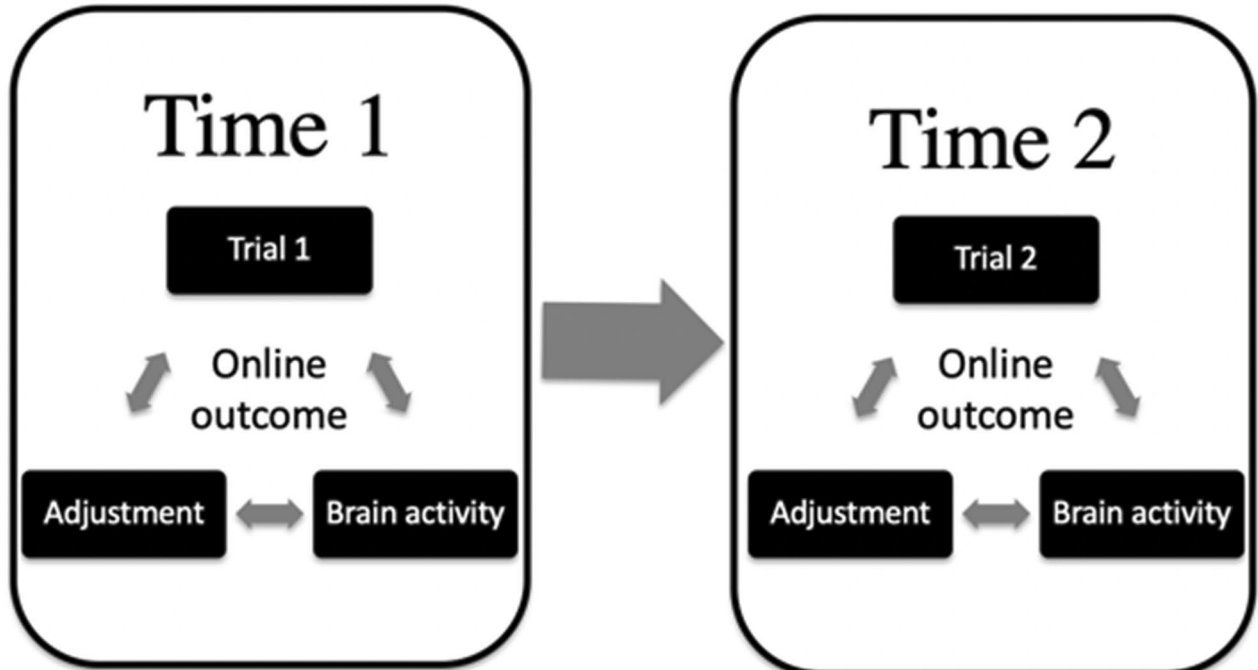 Time 1
Trial 1
Online
outcome
Adjustment
Brain activity
Time 2
Trial 2
Online
outcome
Adjustment
Brain activity